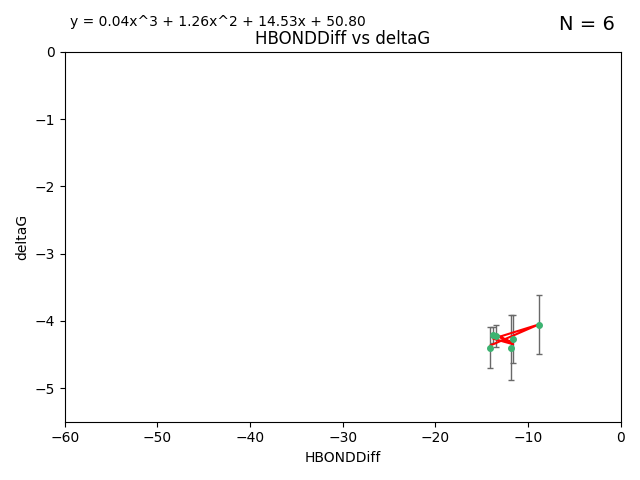 y = 0.04x^3 + 1.26x^2 + 14.53x + 50.80
N = 6
HBONDDiff vs deltaG
0
−1
−2
−3
−4
−5
deltaG
−60 −50 −40 −30 −20 −10 0
HBONDDiff